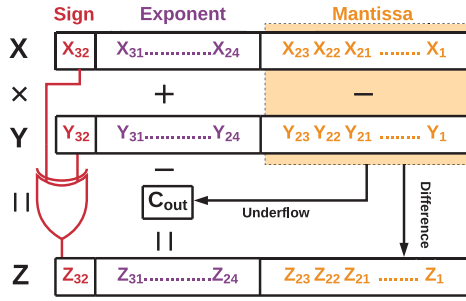 Sign Exponent Mantissa
X X32 X31..............X24 X23 X22 X21 ........ X1
× + −
Y Y32 Y31..............Y24 Y23 Y22 Y21 ........ Y1
−
Cout
Underflow
Difference
=
=
Z Z32 Z31..............Z24 Z23 Z22 Z21 ........ Z1